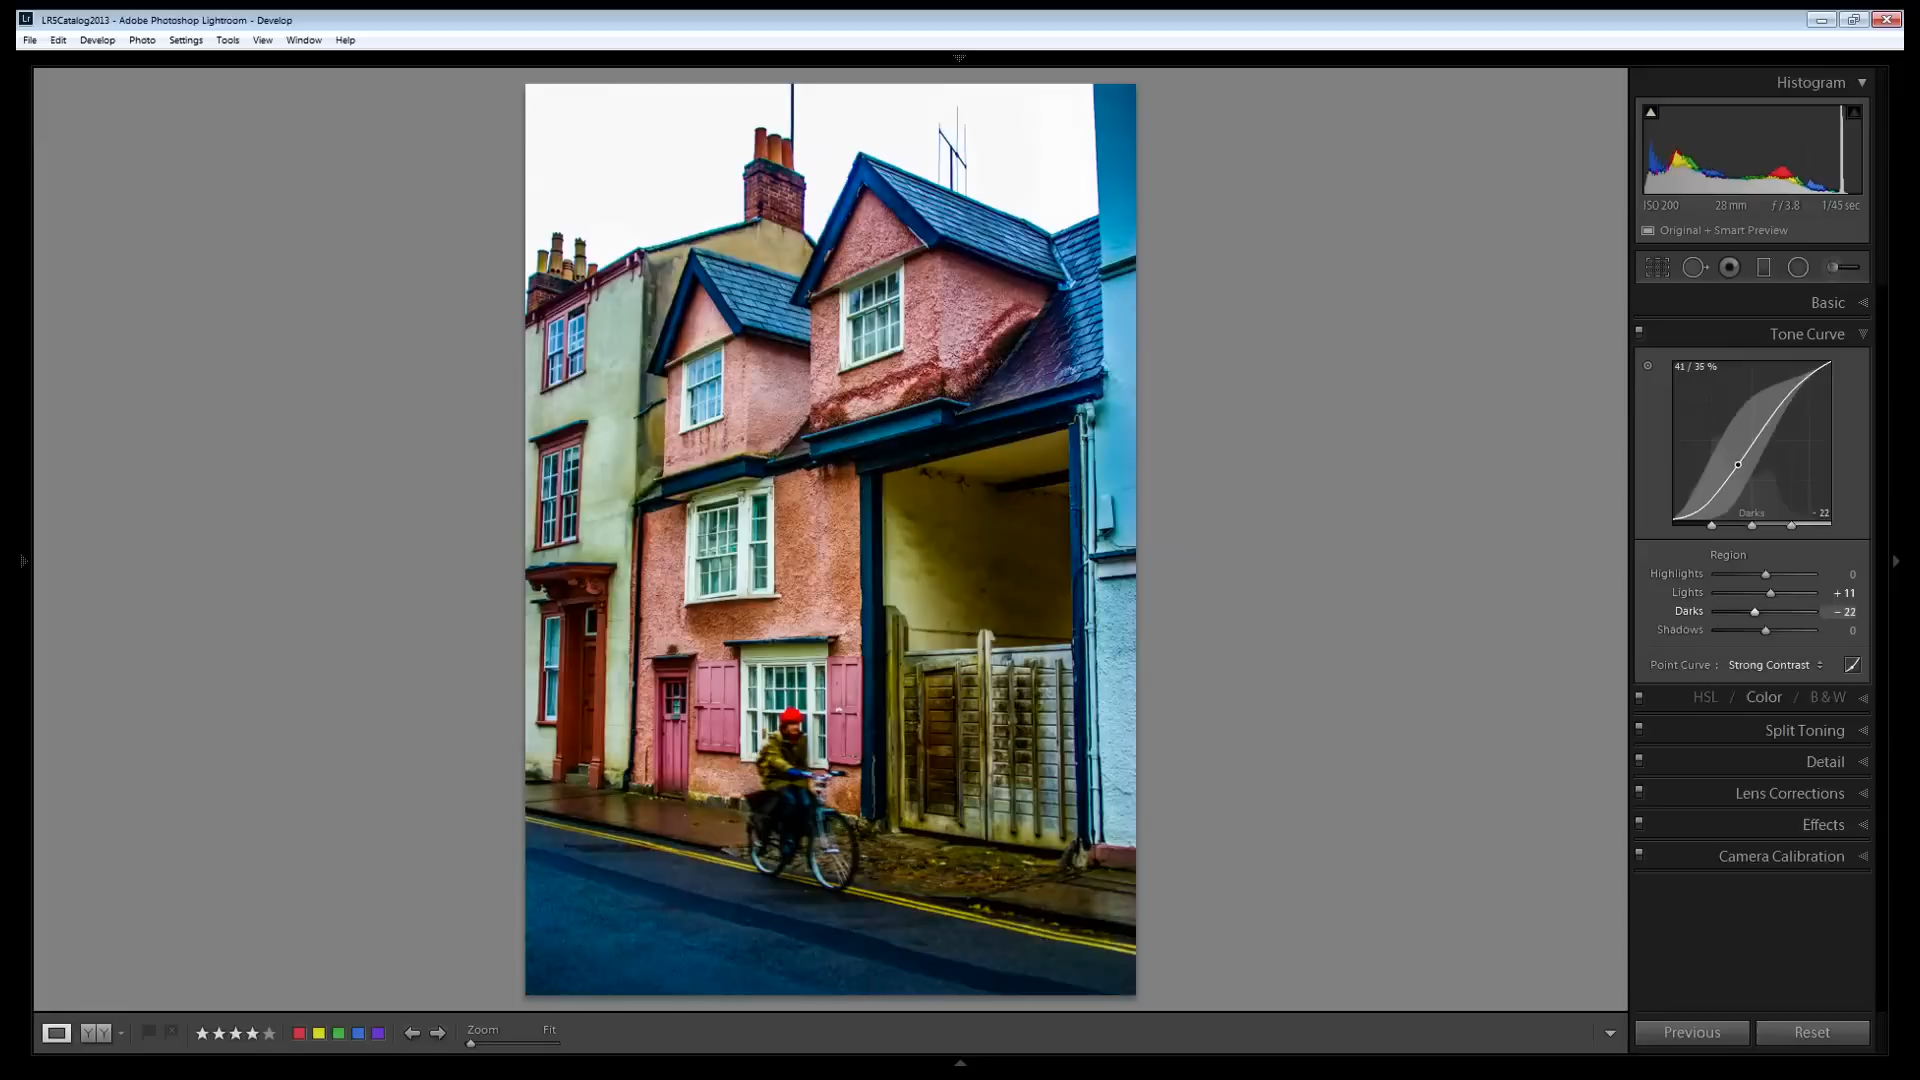 LR5Catalog2013 - Adobe Photoshop Lightroom - Develop
File Edit Develop Photo Settings Tools View Window Help
Histogram
ISO 200 28 mm ƒ / 3.8 1/45 sec
Original + Smart Preview
Basic
Tone Curve
41 / 35 %
Darks - 22
Region
Highlights 0
Lights + 11
Darks - 22
Shadows 0
Point Curve : Strong Contrast
HSL / Color / B & W
Split Toning
Detail
Lens Corrections
Effects
Camera Calibration
Y Y Zoom Fit
Previous Reset